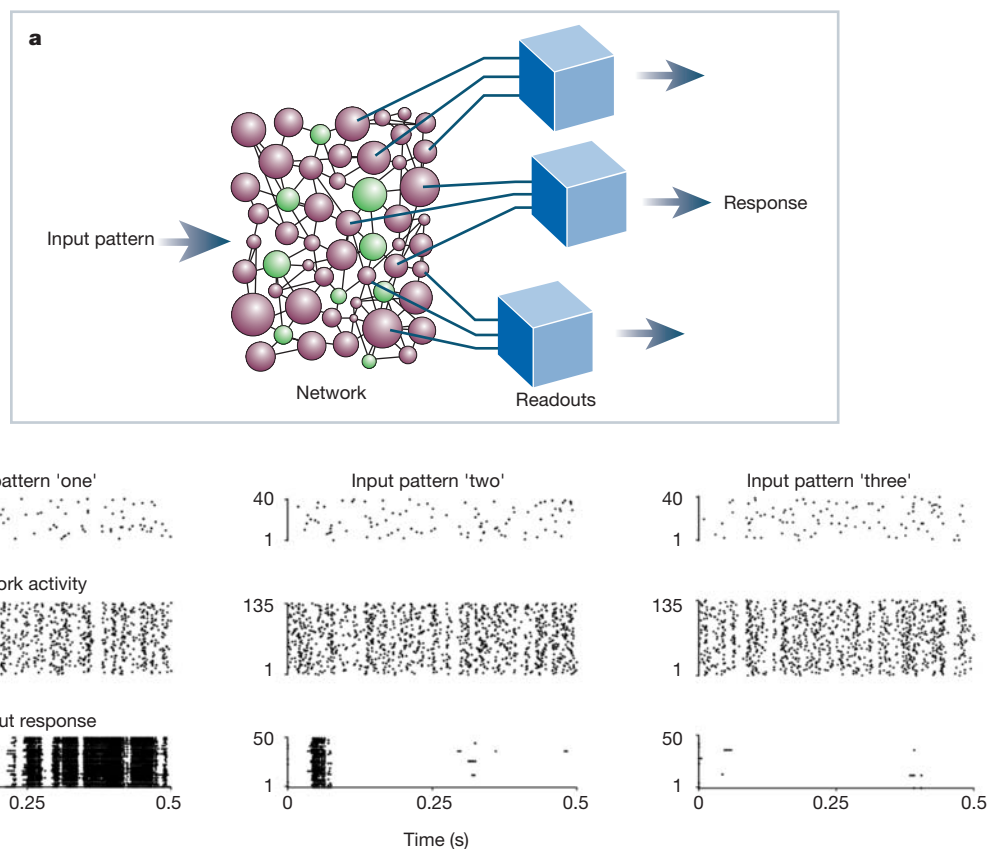 a
Input pattern
Response
Network
Readouts
attern 'one'
Input pattern 'two'
Input pattern 'three'
40
1
40
1
ork activity
135
1
135
1
ut response
50
1
50
1
0.25
0.5
0
0.25
0.5
0
0.25
0.5
Time (s)